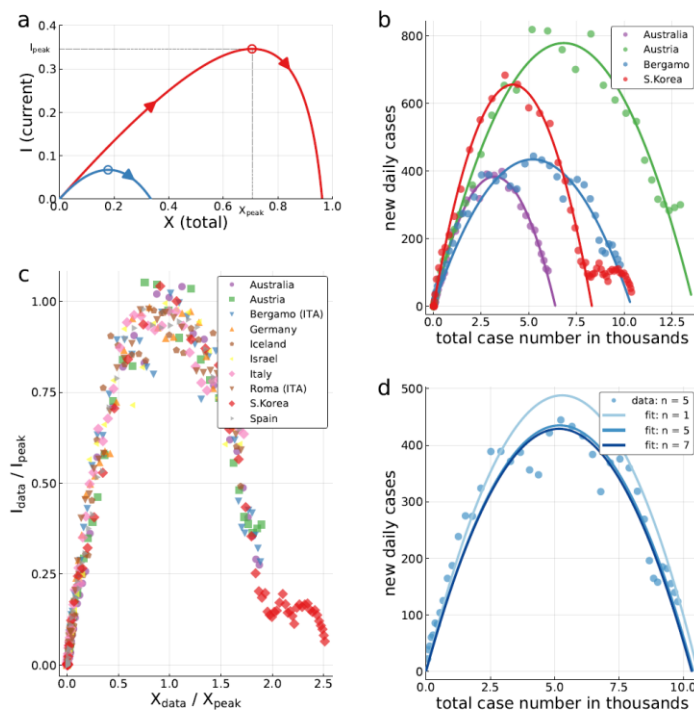 a
0.4
0.3
0.2
0.1
0.0
I_peak
I (current)
0
0.2
0.4
0.6
X_peak
0.8
1
X (total)
b
800
600
400
200
0
new daily cases
Australia
Austria
Bergamo
S.Korea
0.0
2.5
5.0
7.5
10.0
12.5
total case number in thousands
c
1.00
0.75
0.50
0.25
0.00
I_data / I_peak
Australia
Austria
Bergamo (ITA)
Germany
Iceland
Israel
Italy
Roma (ITA)
S.Korea
Spain
0.0
0.5
1.0
1.5
2.0
2.5
X_data / X_peak
d
500
400
300
200
100
0
new daily cases
data: n = 5
fit: n = 1
fit: n = 5
fit: n = 7
0.0
2.5
5.0
7.5
10.0
total case number in thousands